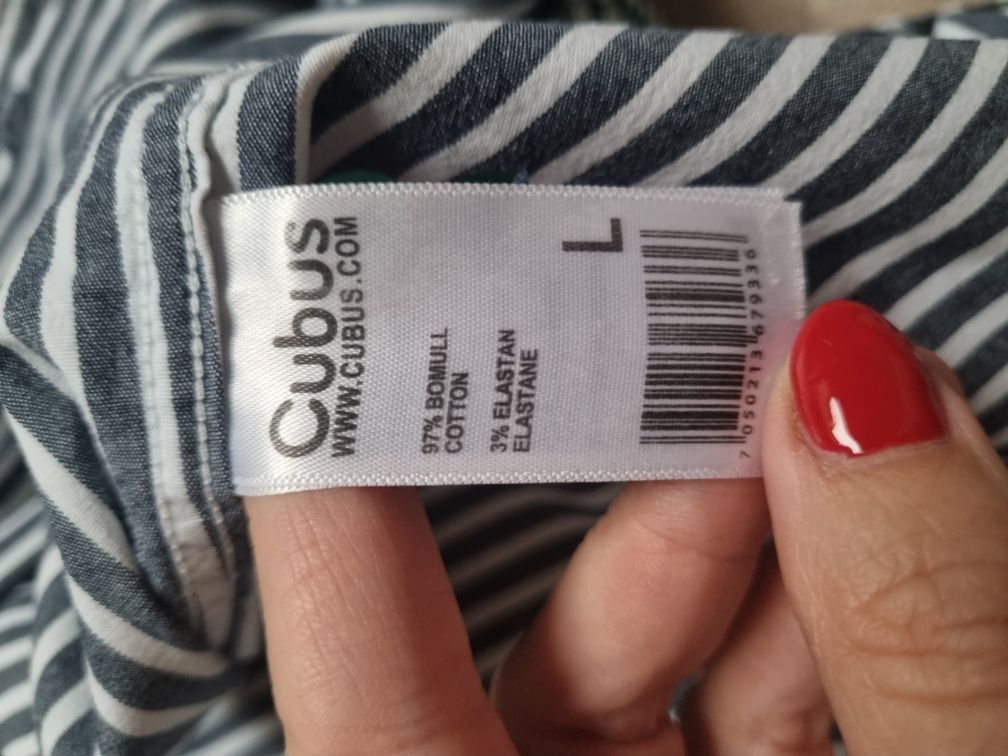 Cubus
WWW.CUBUS.COM
97% BOMULL
COTTON
3% ELASTAN
ELASTANE
L
7 050213 679336